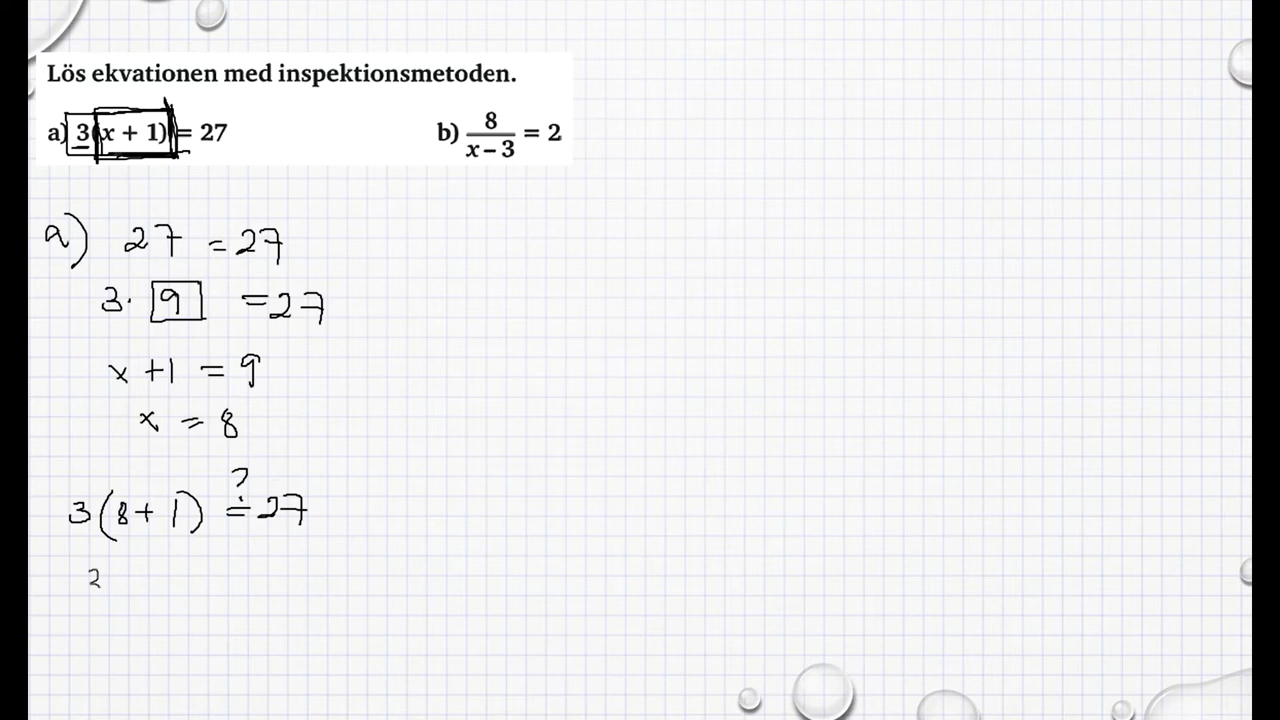 Lös ekvationen med inspektionsmetoden.
a) 3(x + 1) = 27
b) 8/(x – 3) = 2
a) 27 = 27
3 · 9 = 27
x + 1 = 9
x = 8
3(8 + 1) ?= 27
2